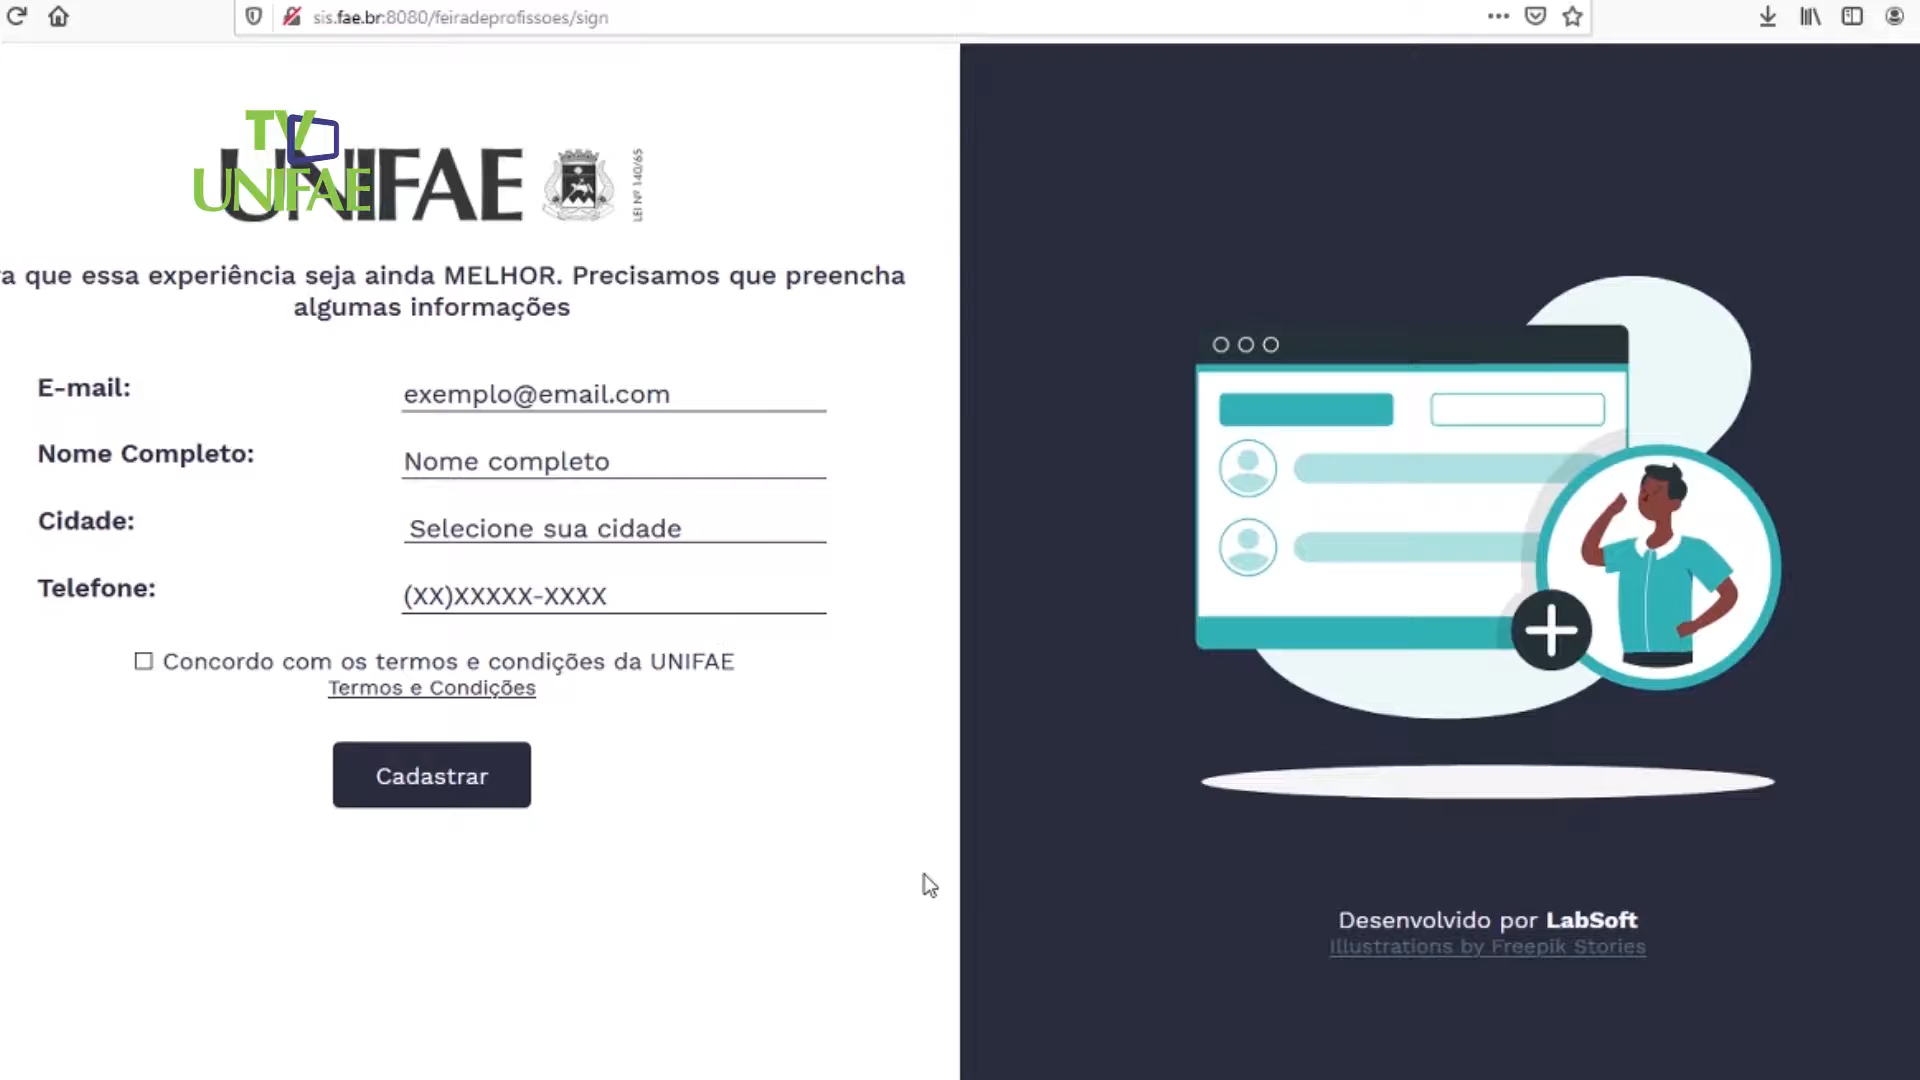 sis.fae.br:8080/feiradeprofissoes/sign
TV
UNIFAE
UNIFAE
LEI Nº 140/65
a que essa experiência seja ainda MELHOR. Precisamos que preencha
algumas informações
E-mail:
exemplo@email.com
Nome Completo:
Nome completo
Cidade:
Selecione sua cidade
Telefone:
(XX)XXXXX-XXXX
Concordo com os termos e condições da UNIFAE
Termos e Condições
Cadastrar
Desenvolvido por LabSoft
Illustrations by Freepik Stories